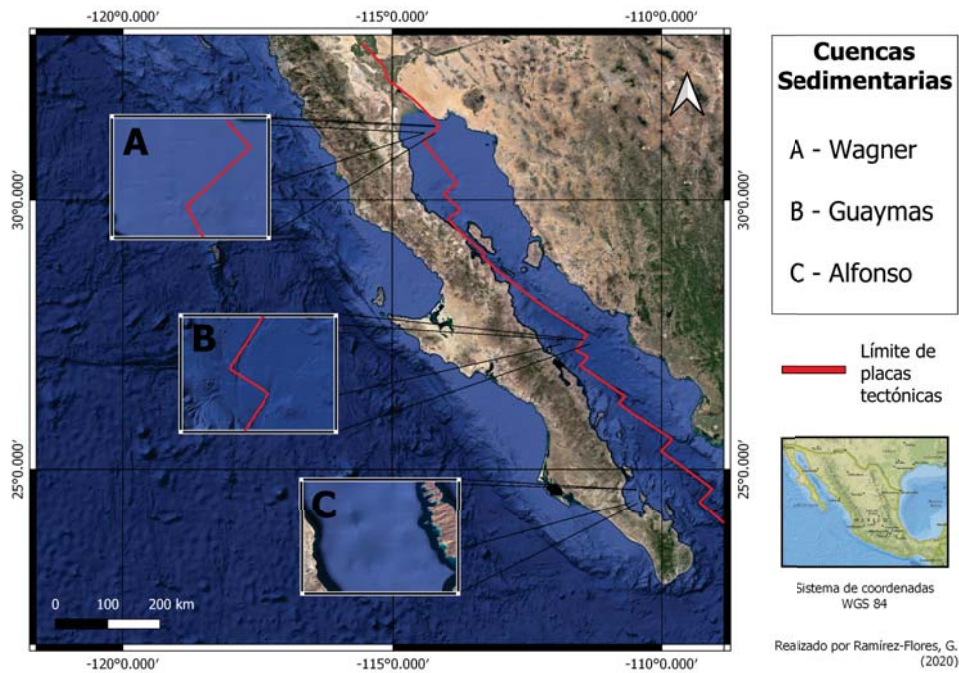 -120°0.000′ -115°0.000′ -110°0.000′
A
B
C
30°0.000′ 30°0.000′
25°0.000′ 25°0.000′
0 100 200 km
-120°0.000′ -115°0.000′ -110°0.000′
Cuencas
Sedimentarias
A - Wagner
B - Guaymas
C - Alfonso
Límite de
placas
tectónicas
Sistema de coordenadas
WGS 84
Realizado por Ramírez-Flores, G.
(2020)